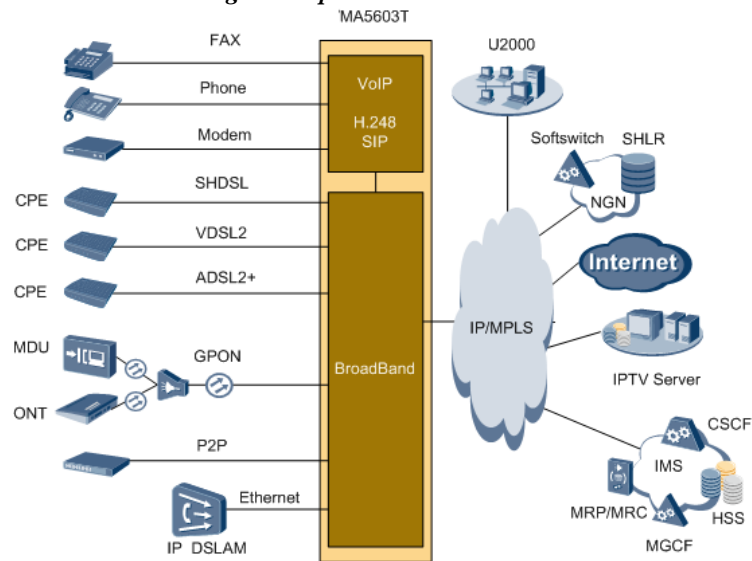 MA5603T
FAX
Phone
Modem
VoIP
H.248
SIP
CPE
SHDSL
CPE
VDSL2
CPE
ADSL2+
MDU
GPON
ONT
P2P
Ethernet
IP DSLAM
BroadBand
IP/MPLS
U2000
Softswitch
SHLR
NGN
Internet
IPTV Server
CSCF
IMS
MRP/MRC
HSS
MGCF